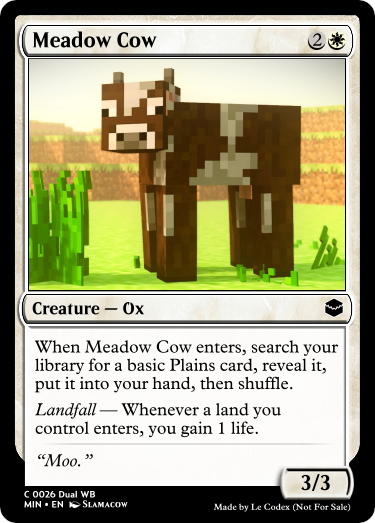 Meadow Cow 2
Creature — Ox
When Meadow Cow enters, search your
library for a basic Plains card, reveal it,
put it into your hand, then shuffle.
Landfall — Whenever a land you
control enters, you gain 1 life.
“Moo.”
3/3
C 0026 Dual WB
MIN • EN SLAMACOW
Made by Le Codex (Not For Sale)